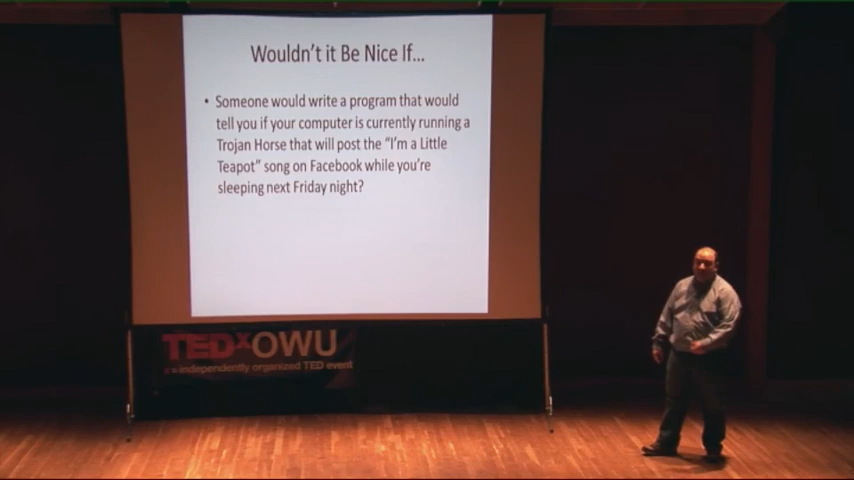 Wouldn't it Be Nice If...
• Someone would write a program that would
tell you if your computer is currently running a
Trojan Horse that will post the "I'm a Little
Teapot" song on Facebook while you're
sleeping next Friday night?
TEDxOWU
x = independently organized TED event